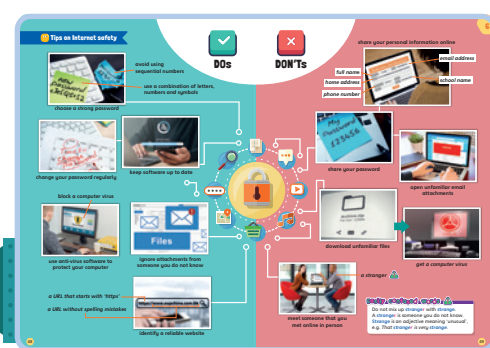 Tips on Internet safety
DOs
DON'Ts
avoid using
sequential numbers
use a combination of letters,
numbers and symbols
choose a strong password
change your password regularly
keep software up to date
block a computer virus
use anti-virus software to
protect your computer
Files
ignore attachments from
someone you do not know
a URL that starts with 'https'
a URL without spelling mistakes
identify a reliable website
share your personal information online
email address
full name
home address
school name
phone number
My
Password
123456
share your password
open unfamiliar email
attachments
download unfamiliar files
get a computer virus
a stranger
meet someone that you
met online in person
Easily confused words
Do not mix up stranger with strange.
A stranger is someone you do not know.
Strange is an adjective meaning 'unusual',
e.g. That stranger is very strange.